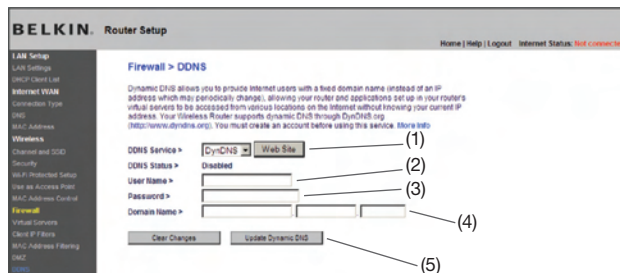 BELKIN. Router Setup
Home | Help | Logout Internet Status: Not connected
LAN Setup
LAN Settings
DHCP Client List
Internet WAN
Connection Type
DNS
MAC Address
Wireless
Channel and SSID
Security
Wi-Fi Protected Setup
Use as Access Point
MAC Address Control
Firewall
Virtual Servers
Client IP Filters
MAC Address Filtering
DMZ
DDNS
Firewall > DDNS
Dynamic DNS allows you to provide Internet users with a fixed domain name (instead of an IP
address which may periodically change), allowing your router and applications set up in your router's
virtual servers to be accessed from various locations on the Internet without knowing your current IP
address. Your Wireless Router supports dynamic DNS through DynDNS.org
(http://www.dyndns.org). You must create an account before using this service. More Info
DDNS Service > DynDNS Web Site (1)
DDNS Status > Disabled
User Name > (2)
Password > (3)
Domain Name > (4)
Clear Changes Update Dynamic DNS (5)